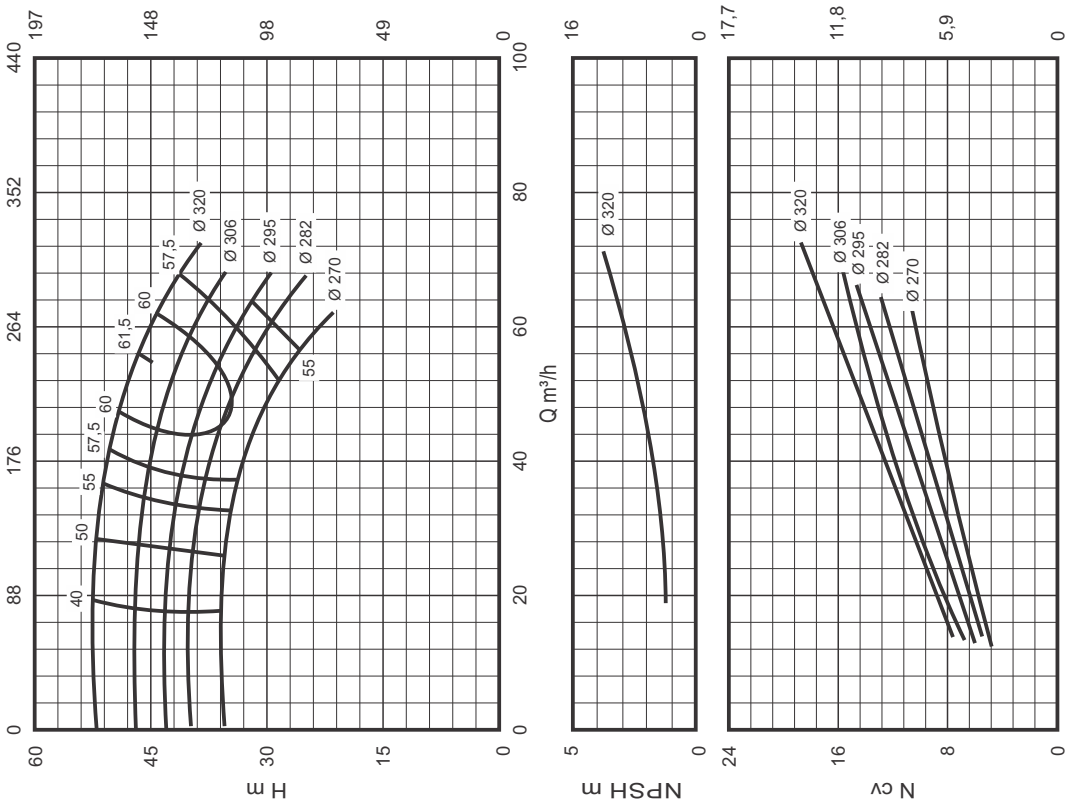 0 88 176 264 352 440
60 45 30 15 0
H m
197 148 98 49 0
40 50 55 57,5 60 61,5 60 57,5
55
Ø 320
Ø 306
Ø 295
Ø 282
Ø 270
0 20 40 60 80 100
Q m³/h
5 0
NPSH m
16 0
Ø 320
24 16 8 0
N cv
17,7 11,8 5,9 0
Ø 320
Ø 306
Ø 295
Ø 282
Ø 270